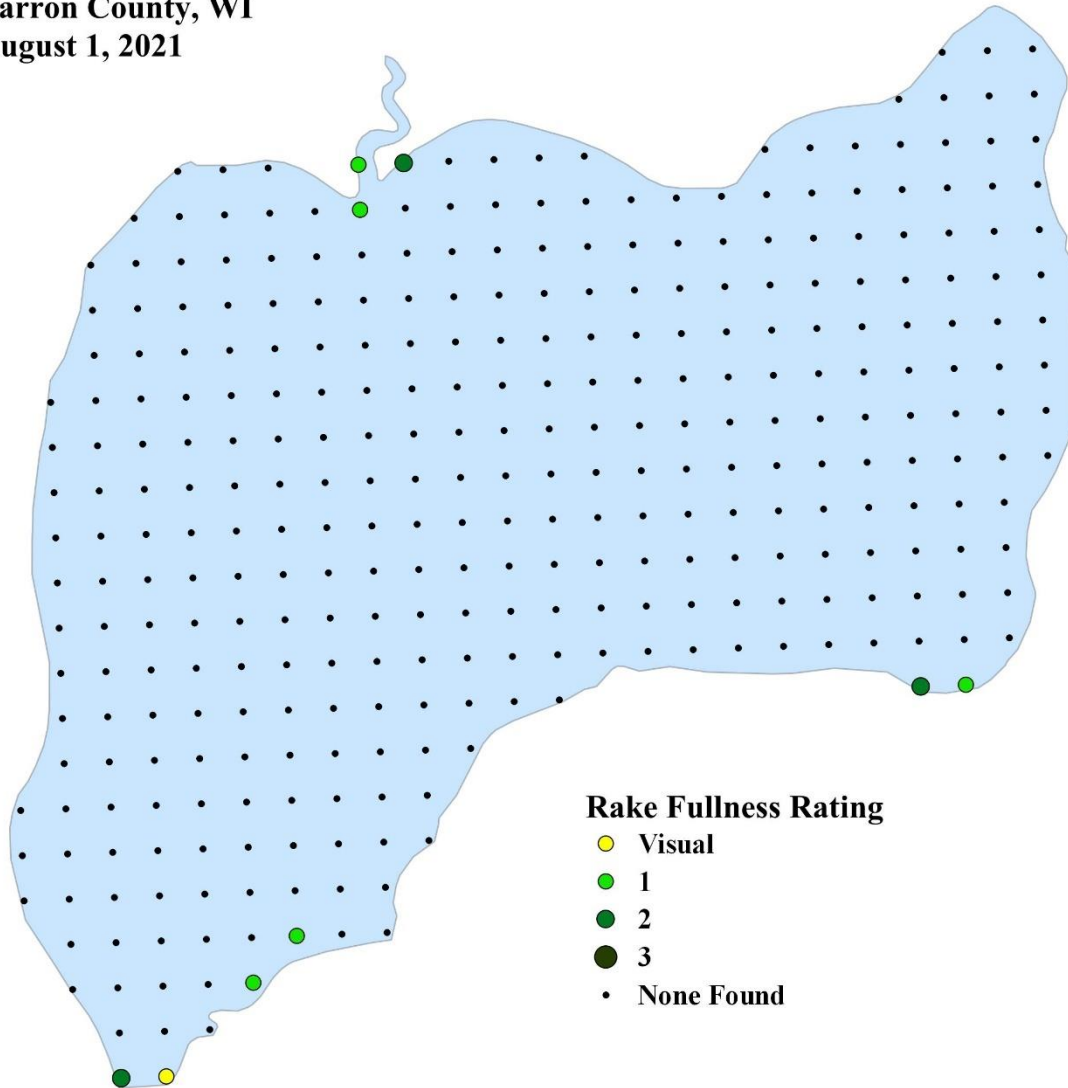 arron County, WI
ugust 1, 2021
Rake Fullness Rating
Visual
1
2
3
None Found